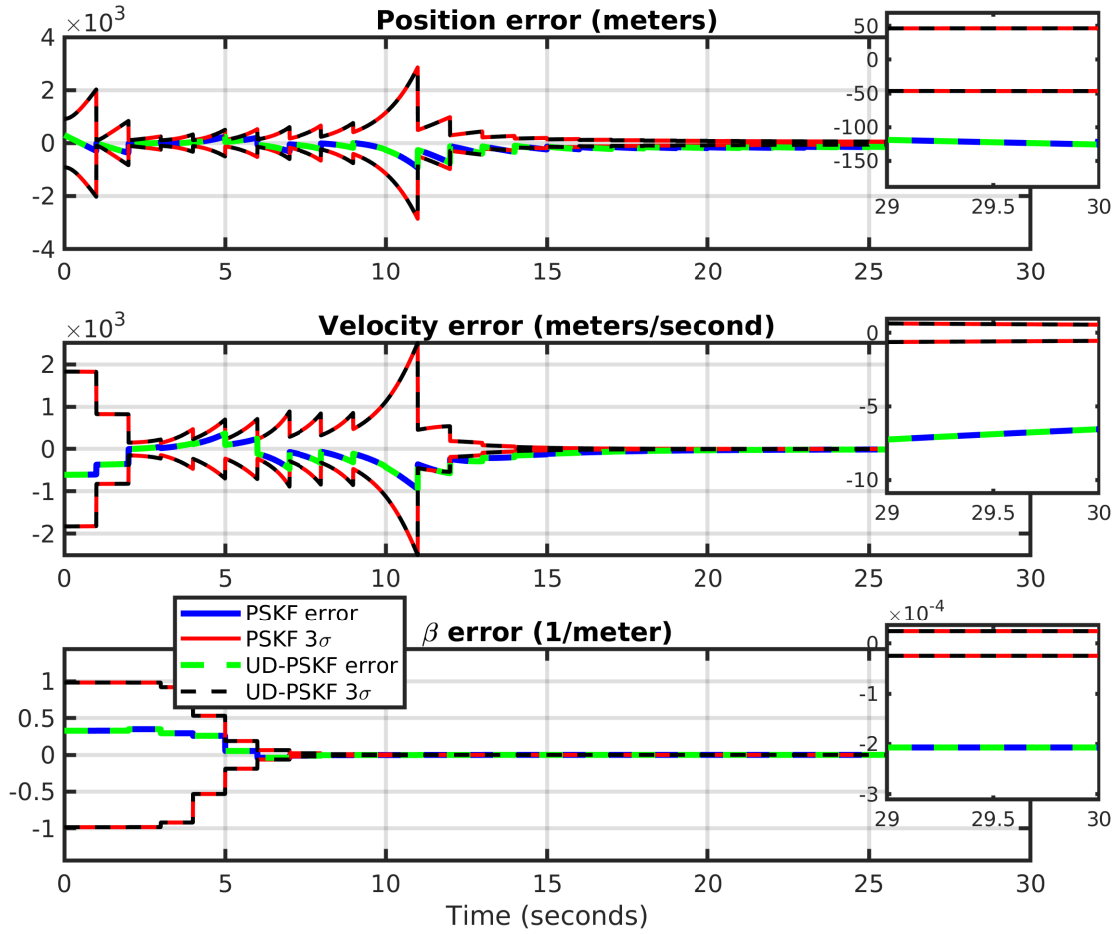 Position error (meters)
×10³
4
2
0
-2
-4
0 5 10 15 20 25 30
50
0
-50
-100
-150
29 29.5 30
Velocity error (meters/second)
×10³
2
1
0
-1
-2
0 5 10 15 20 25 30
0
-5
-10
29 29.5 30
β error (1/meter)
1
0.5
0
-0.5
-1
0 5 10 15 20 25 30
PSKF error
PSKF 3σ
UD-PSKF error
UD-PSKF 3σ
×10⁻⁴
0
-1
-2
-3
29 29.5 30
Time (seconds)